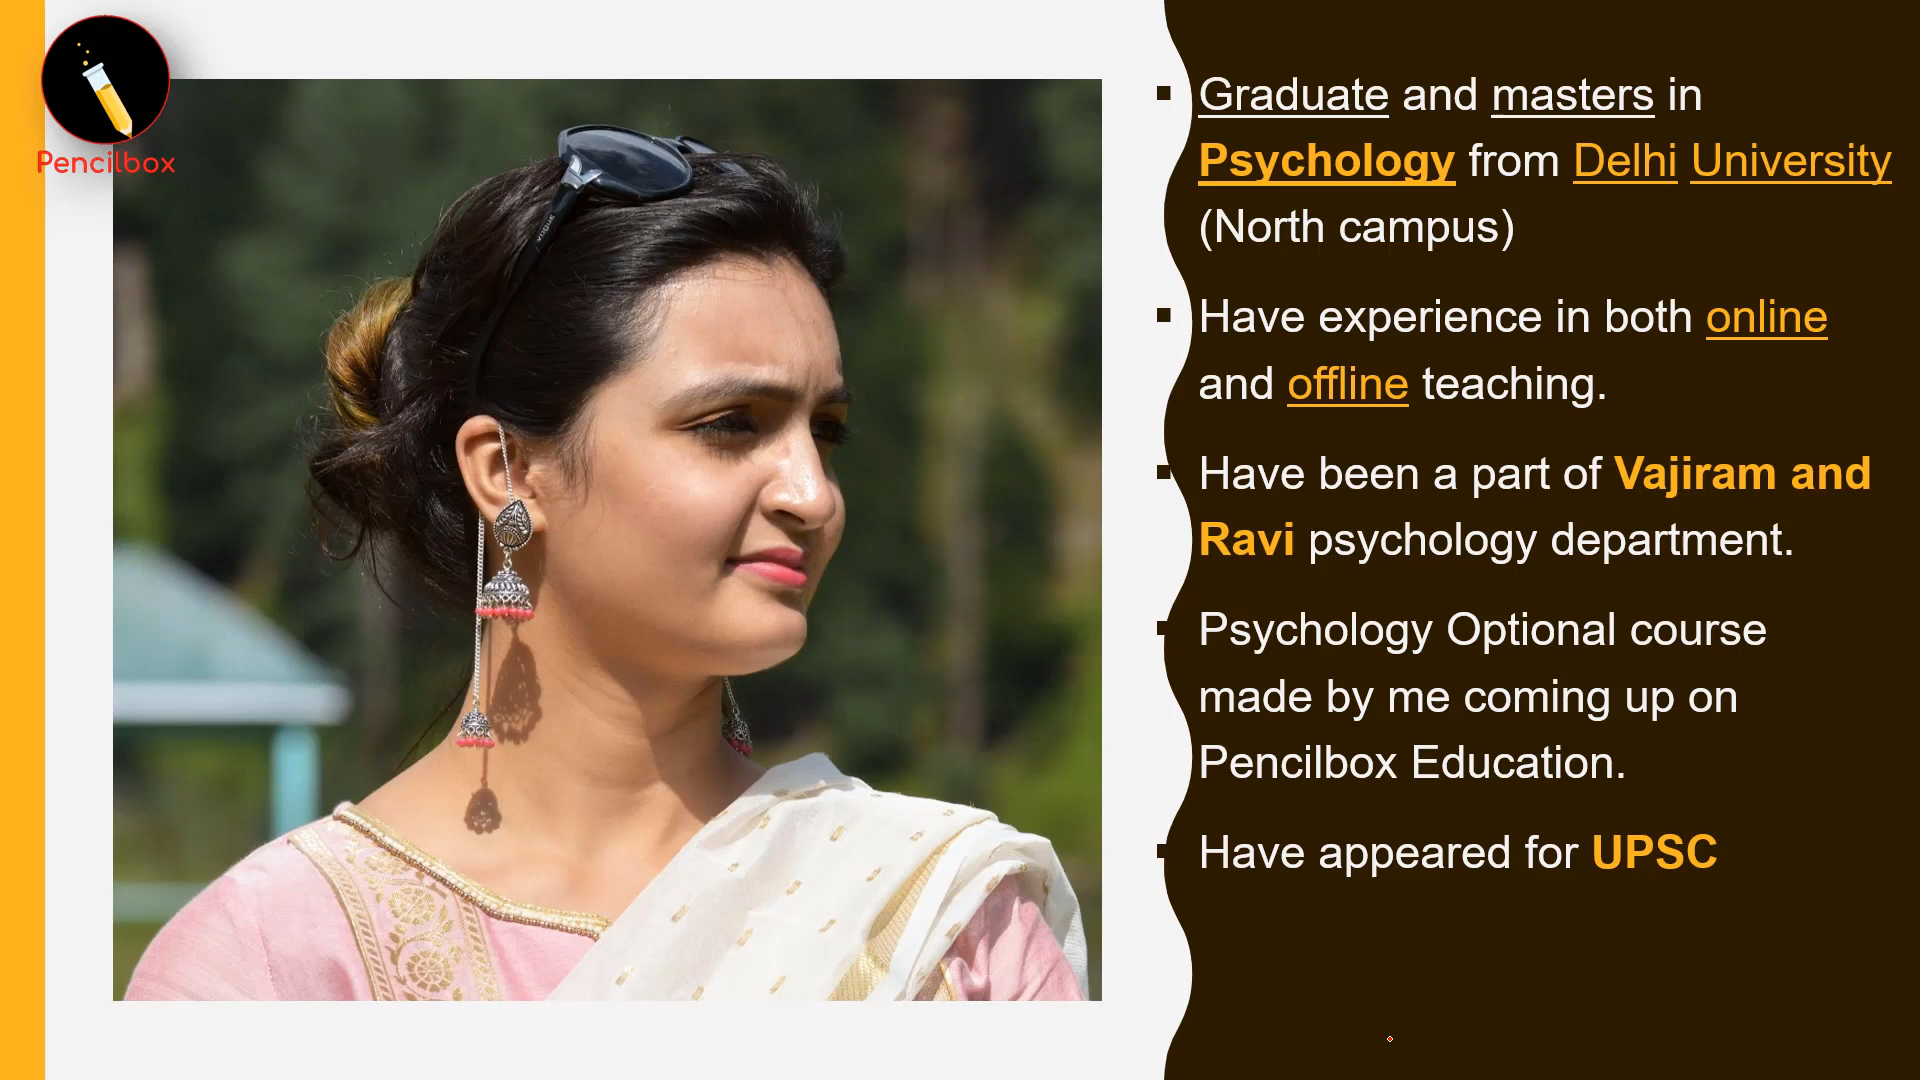 Pencilbox
VOGUE
Graduate and masters in
Psychology from Delhi University
(North campus)
Have experience in both online
and offline teaching.
Have been a part of Vajiram and
Ravi psychology department.
Psychology Optional course
made by me coming up on
Pencilbox Education.
Have appeared for UPSC